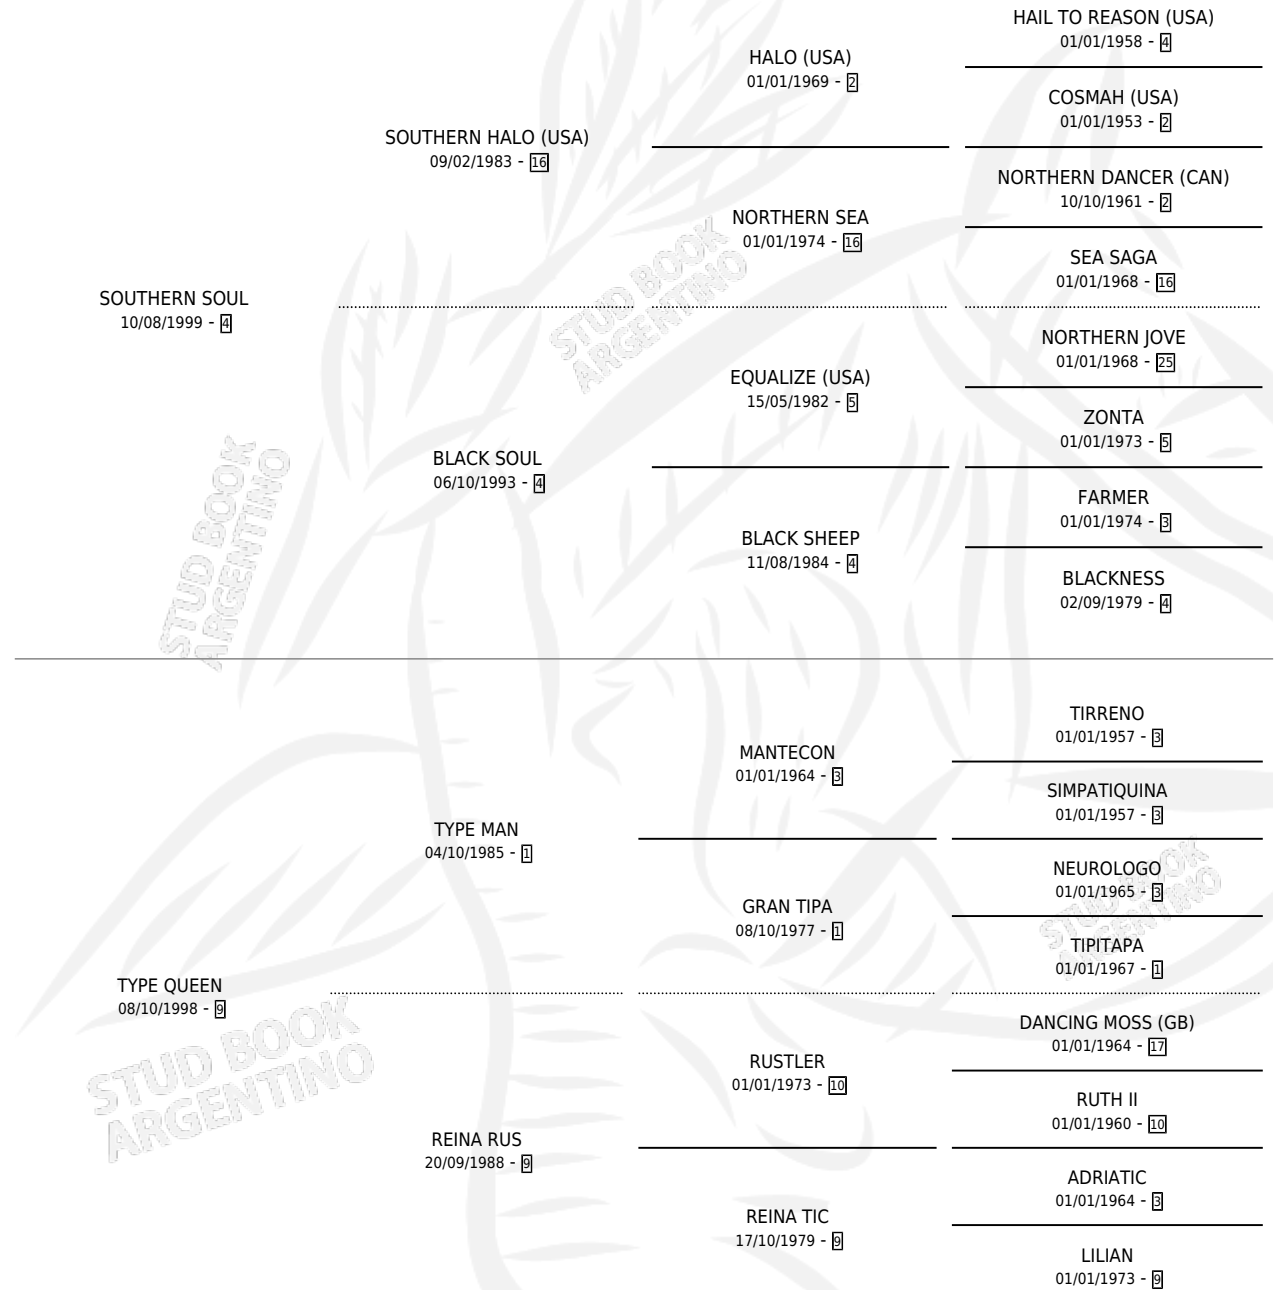 HAIL TO REASON (USA)
01/01/1958 - 4
HALO (USA)
01/01/1969 - 2
COSMAH (USA)
01/01/1953 - 2
SOUTHERN HALO (USA)
09/02/1983 - 16
NORTHERN DANCER (CAN)
10/10/1961 - 2
NORTHERN SEA
01/01/1974 - 16
SEA SAGA
01/01/1968 - 16
SOUTHERN SOUL
10/08/1999 - 4
STUD BOOK
ARGENTINO
NORTHERN JOVE
01/01/1968 - 25
EQUALIZE (USA)
15/05/1982 - 5
ZONTA
01/01/1973 - 5
BLACK SOUL
06/10/1993 - 4
FARMER
01/01/1974 - 3
BLACK SHEEP
11/08/1984 - 4
BLACKNESS
02/09/1979 - 4
STUD BOOK
ARGENTINO
TIRRENO
01/01/1957 - 3
MANTECON
01/01/1964 - 3
SIMPATIQUINA
01/01/1957 - 3
TYPE MAN
04/10/1985 - 1
NEUROLOGO
01/01/1965 - 3
GRAN TIPA
08/10/1977 - 1
STUD BOOK
ARGENTINO
TIPITAPA
01/01/1967 - 1
TYPE QUEEN
08/10/1998 - 9
DANCING MOSS (GB)
01/01/1964 - 17
STUD BOOK
ARGENTINO
RUSTLER
01/01/1973 - 10
RUTH II
01/01/1960 - 10
REINA RUS
20/09/1988 - 9
ADRIATIC
01/01/1964 - 3
REINA TIC
17/10/1979 - 9
LILIAN
01/01/1973 - 9